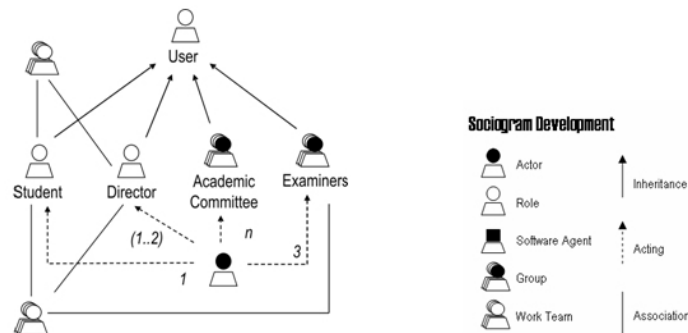 User
Student
Director
Academic
Committee
Examiners
(1..2)
n
1
3
Sociogram Development
Actor
Role
Software Agent
Group
Work Team
Inheritance
Acting
Association